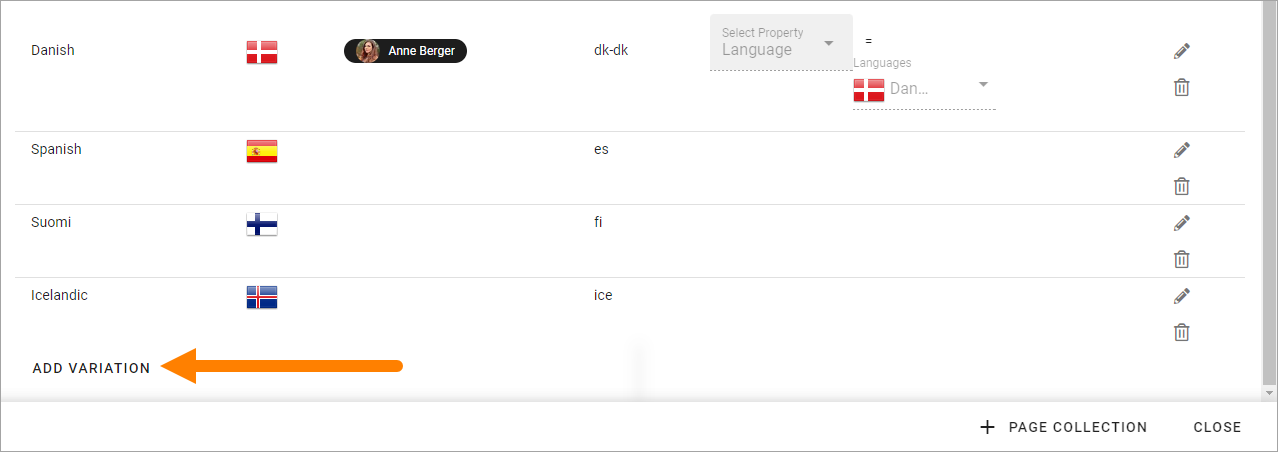 Danish
Anne Berger
dk-dk
Select Property
Language
=
Languages
Dan...
Spanish
es
Suomi
fi
Icelandic
ice
ADD VARIATION
+ PAGE COLLECTION
CLOSE